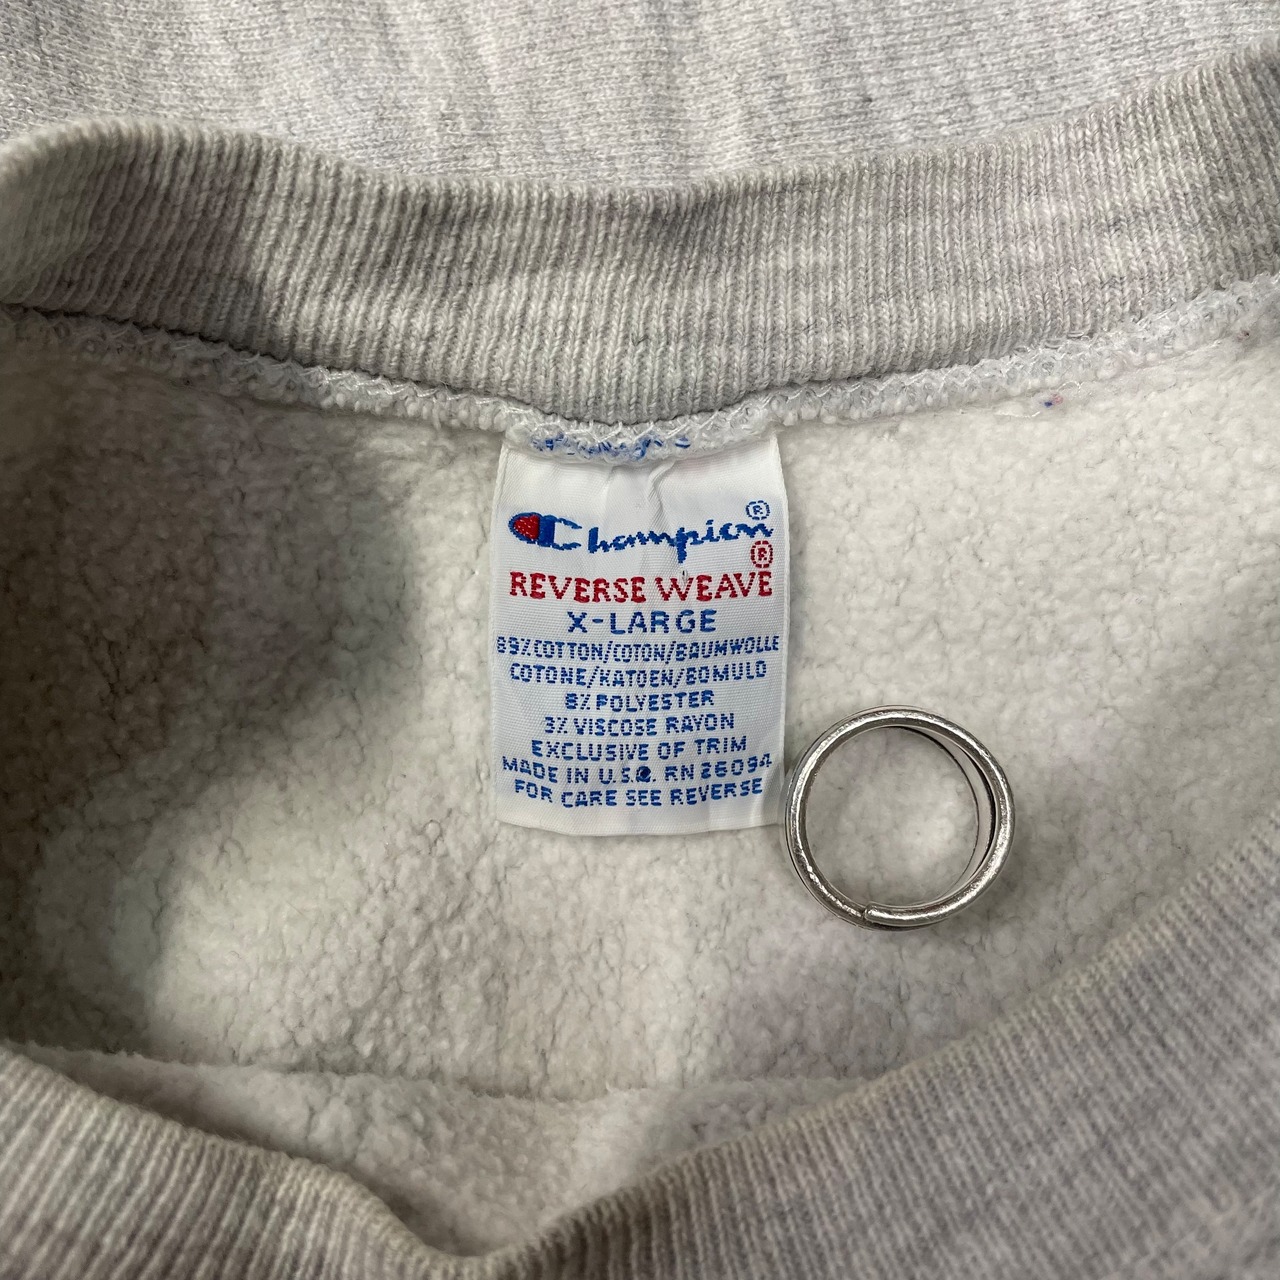 Champion®
REVERSE WEAVE®
X-LARGE
89% COTTON/COTON/BAUMWOLLE
COTONE/KATOEN/BOMULD
8% POLYESTER
3% VISCOSE RAYON
EXCLUSIVE OF TRIM
MADE IN U.S.A. RN 26094
FOR CARE SEE REVERSE